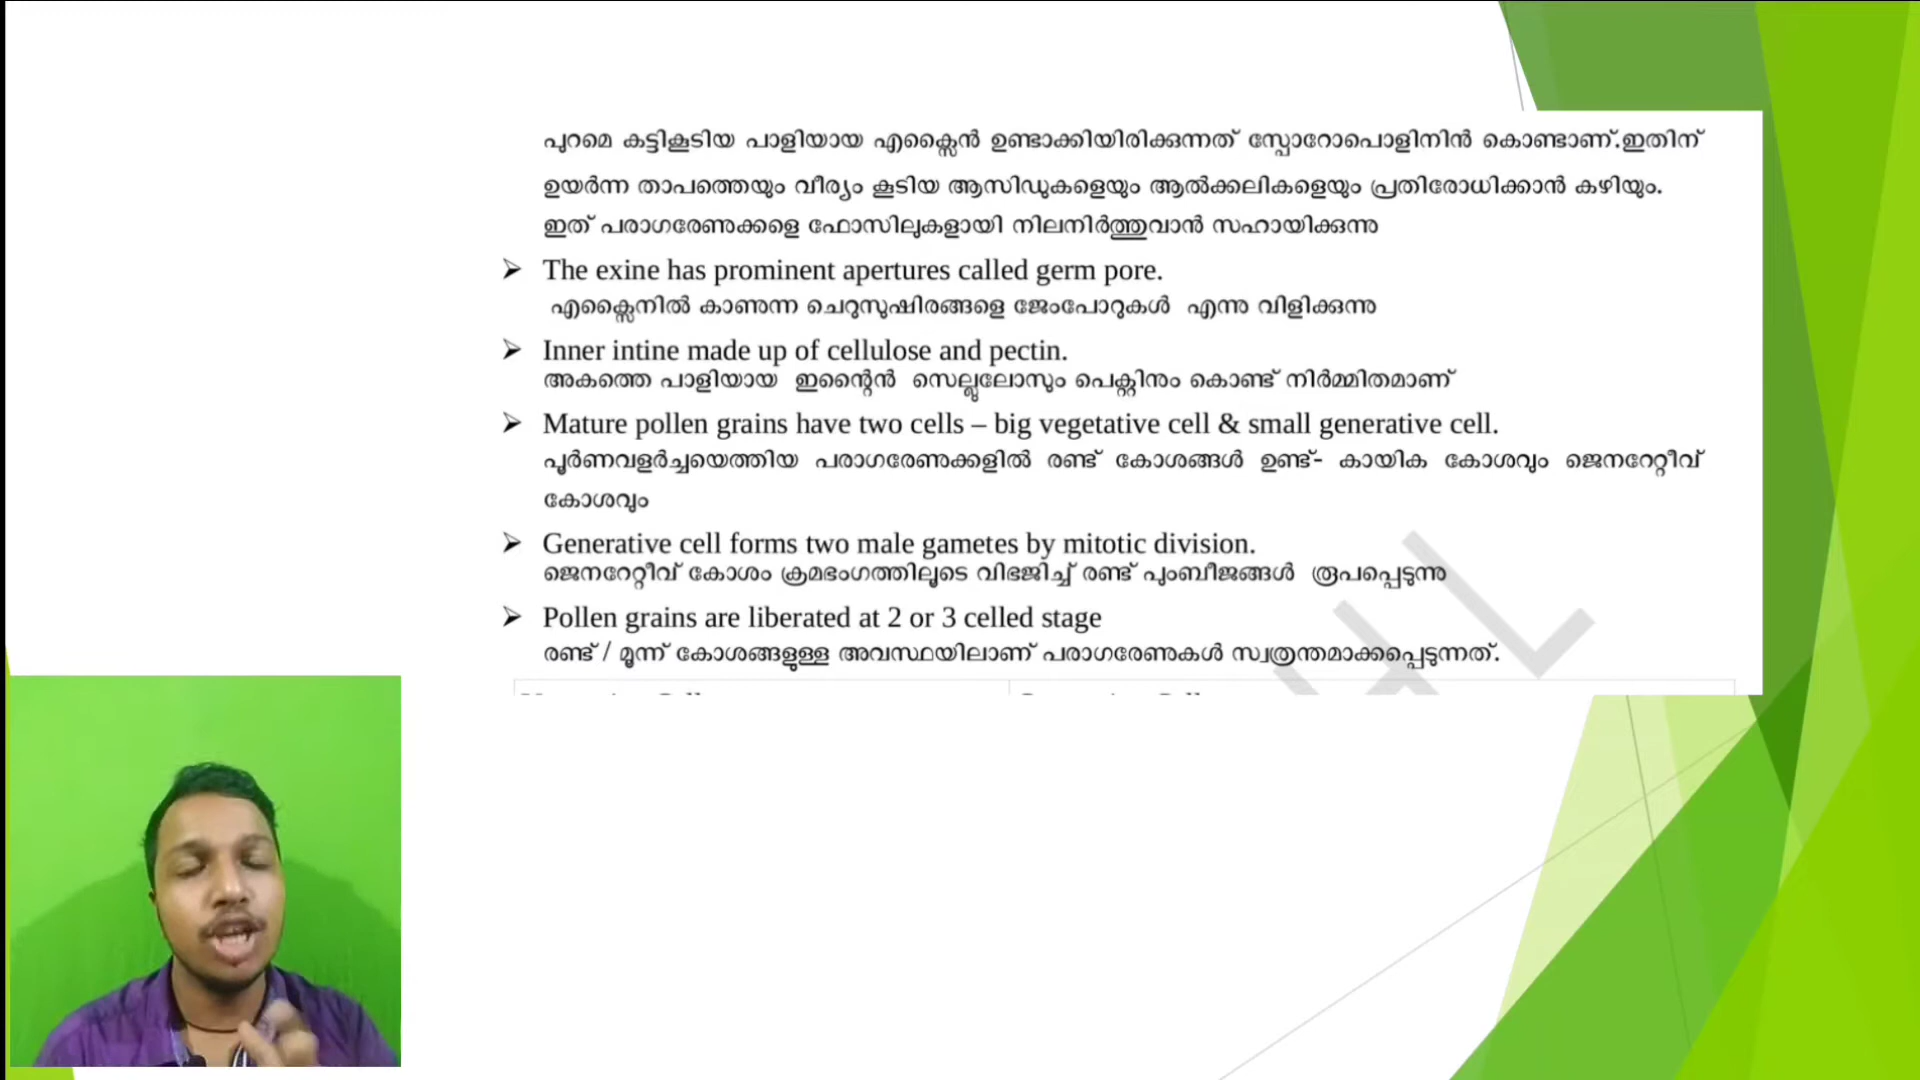 പുറമെ കട്ടികൂടിയ പാളിയായ എക്സൈൻ ഉണ്ടാക്കിയിരിക്കുന്നത് സ്പോറോപൊളിനിൻ കൊണ്ടാണ്.ഇതിന്
ഉയർന്ന താപത്തെയും വീര്യം കൂടിയ ആസിഡുകളെയും ആൽക്കലികളെയും പ്രതിരോധിക്കാൻ കഴിയും.
ഇത് പരാഗരേണുക്കളെ ഫോസിലുകളായി നിലനിർത്തുവാൻ സഹായിക്കുന്നു
➢ The exine has prominent apertures called germ pore.
എക്സൈനിൽ കാണുന്ന ചെറുസുഷിരങ്ങളെ ജേംപോറുകൾ എന്നു വിളിക്കുന്നു
➢ Inner intine made up of cellulose and pectin.
അകത്തെ പാളിയായ ഇന്റൈൻ സെല്ലുലോസും പെക്റ്റിനും കൊണ്ട് നിർമ്മിതമാണ്
➢ Mature pollen grains have two cells – big vegetative cell & small generative cell.
പൂർണവളർച്ചയെത്തിയ പരാഗരേണുക്കളിൽ രണ്ട് കോശങ്ങൾ ഉണ്ട്- കായിക കോശവും ജെനറേറ്റീവ്
കോശവും
➢ Generative cell forms two male gametes by mitotic division.
ജെനറേറ്റീവ് കോശം ക്രമഭംഗത്തിലൂടെ വിഭജിച്ച് രണ്ട് പുംബീജങ്ങൾ രൂപപ്പെടുന്നു
➢ Pollen grains are liberated at 2 or 3 celled stage
രണ്ട് / മൂന്ന് കോശങ്ങളുള്ള അവസ്ഥയിലാണ് പരാഗരേണുകൾ സ്വത്രന്തമാക്കപ്പെടുന്നത്.